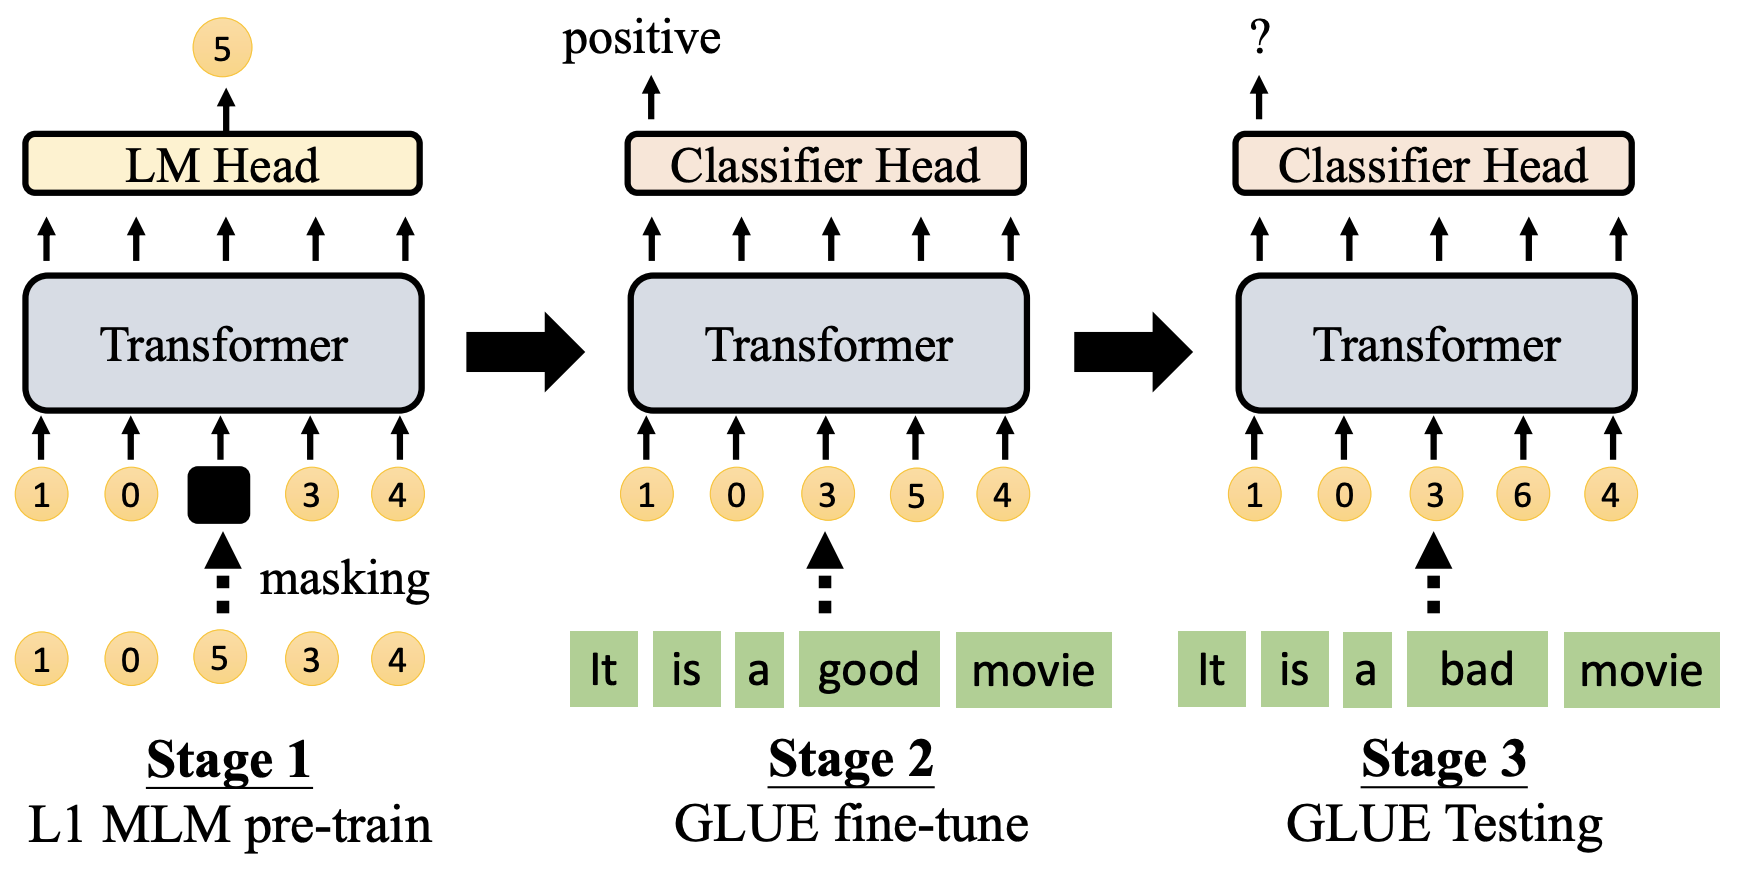 5
LM Head
Transformer
1 0 3 4
masking
1 0 5 3 4
Stage 1
L1 MLM pre-train
positive
Classifier Head
Transformer
1 0 3 5 4
It is a good movie
Stage 2
GLUE fine-tune
?
Classifier Head
Transformer
1 0 3 6 4
It is a bad movie
Stage 3
GLUE Testing